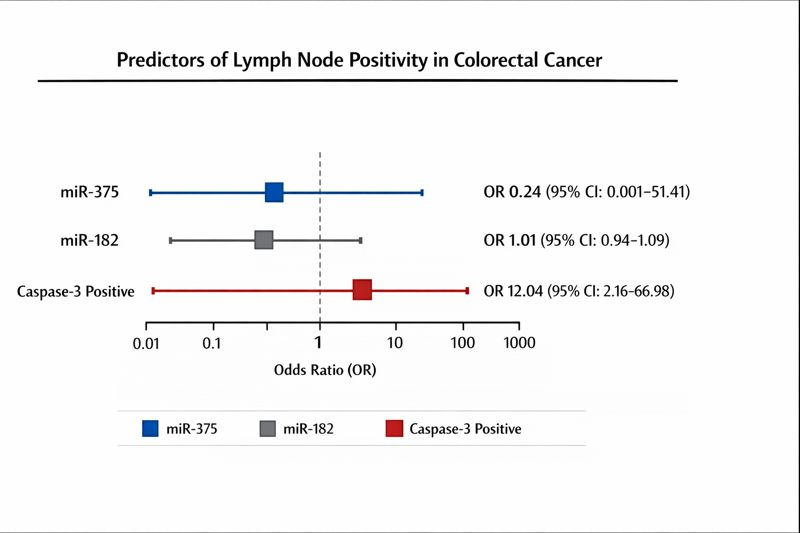 Predictors of Lymph Node Positivity in Colorectal Cancer
miR-375 OR 0.24 (95% CI: 0.001–51.41)
miR-182 OR 1.01 (95% CI: 0.94–1.09)
Caspase-3 Positive OR 12.04 (95% CI: 2.16–66.98)
0.01 0.1 1 10 100 1000
Odds Ratio (OR)
miR-375 miR-182 Caspase-3 Positive